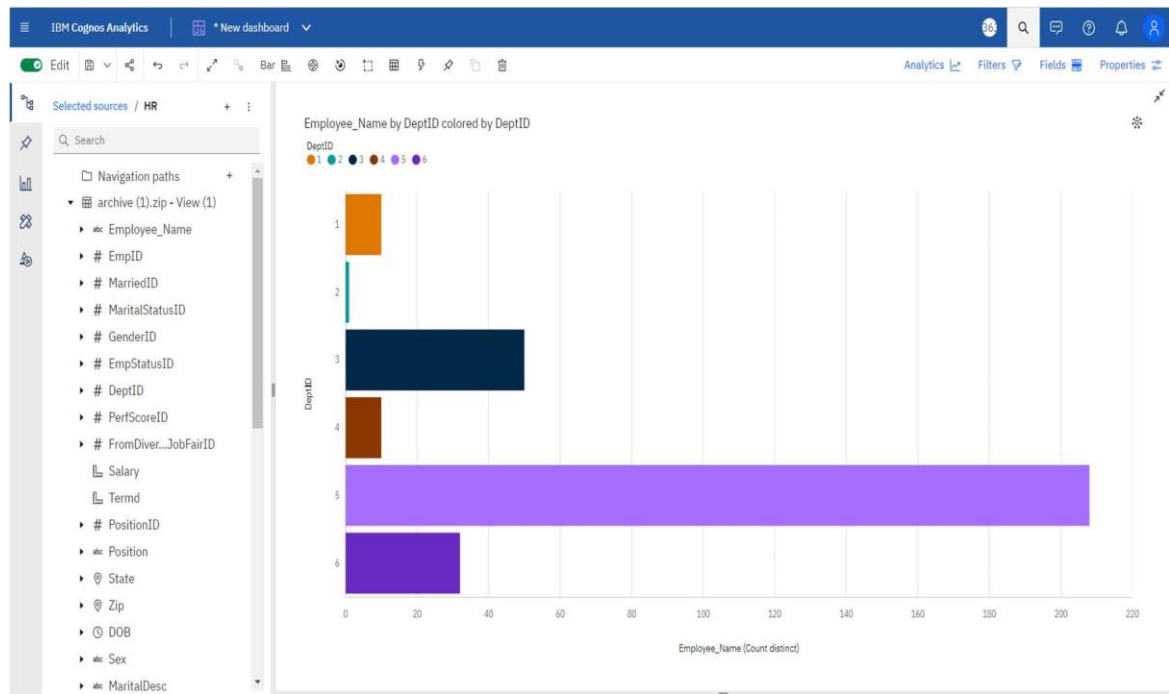 IBM Cognos Analytics * New dashboard
Edit Bar Analytics Filters Fields Properties
Selected sources / HR
Search
Navigation paths
archive (1).zip - View (1)
abc Employee_Name
# EmpID
# MarriedID
# MaritalStatusID
# GenderID
# EmpStatusID
# DeptID
# PerfScoreID
# FromDiver...JobFairID
Salary
Termd
# PositionID
abc Position
State
Zip
DOB
abc Sex
abc MaritalDesc
Employee_Name by DeptID colored by DeptID
DeptID
1 2 3 4 5 6
DeptID
1
2
3
4
5
6
0 20 40 60 80 100 120 140 160 180 200 220
Employee_Name (Count distinct)